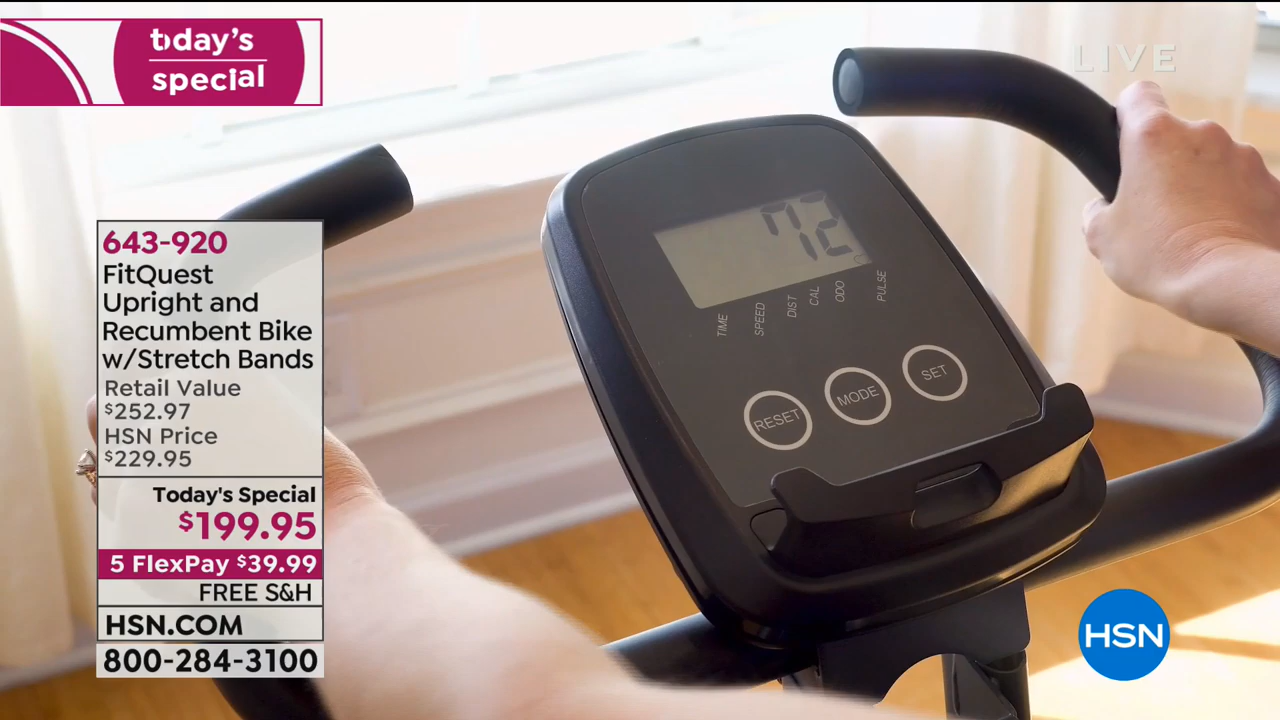 today's
special
LIVE
643-920
FitQuest
Upright and
Recumbent Bike
w/Stretch Bands
Retail Value
$252.97
HSN Price
$229.95
Today's Special
$199.95
5 FlexPay $39.99
FREE S&H
HSN.COM
800-284-3100
72
TIME
SPEED
DIST
CAL
ODO
PULSE
RESET
MODE
SET
HSN